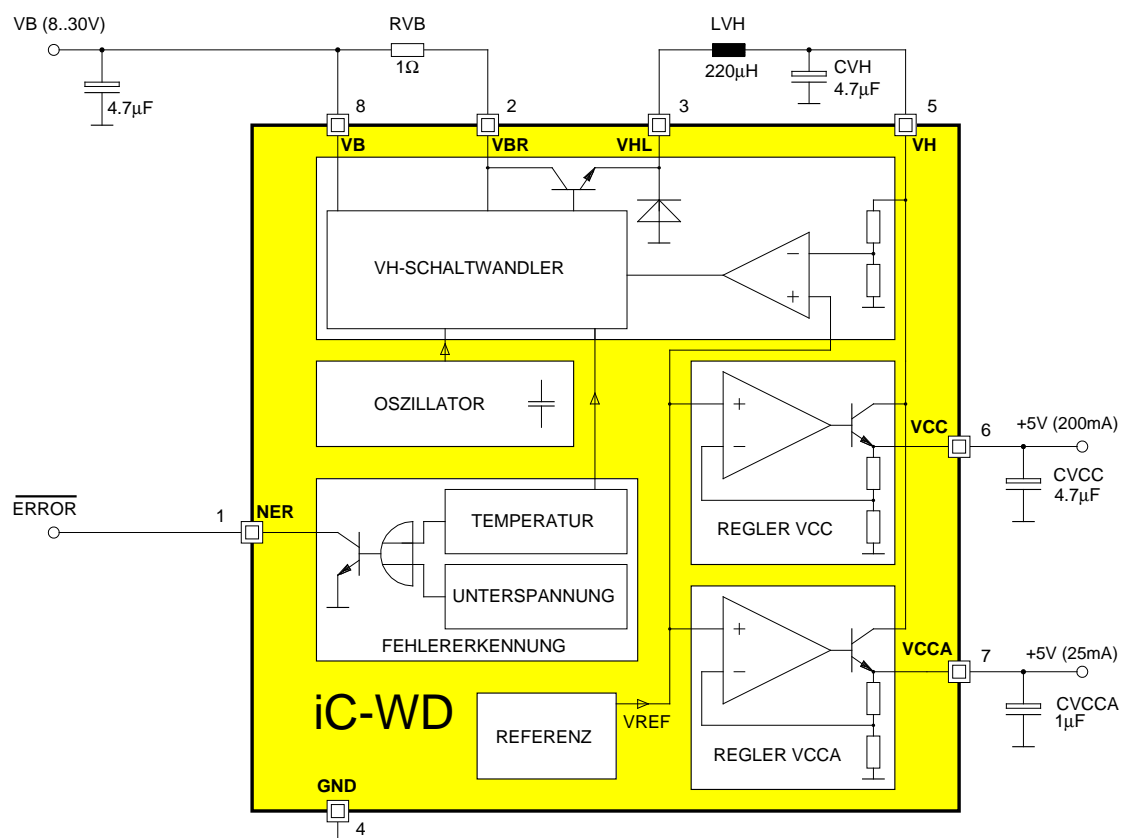 VB (8..30V)
RVB
LVH
1Ω
220µH
CVH
4.7µF
4.7µF
8
2
3
5
VB
VBR
VHL
VH
VH-SCHALTWANDLER
−
+
OSZILLATOR
+
−
VCC
6
+5V (200mA)
CVCC
4.7µF
REGLER VCC
ERROR
1
NER
TEMPERATUR
UNTERSPANNUNG
FEHLERERKENNUNG
+
−
VCCA
7
+5V (25mA)
CVCCA
1µF
REGLER VCCA
iC-WD
REFERENZ
VREF
GND
4